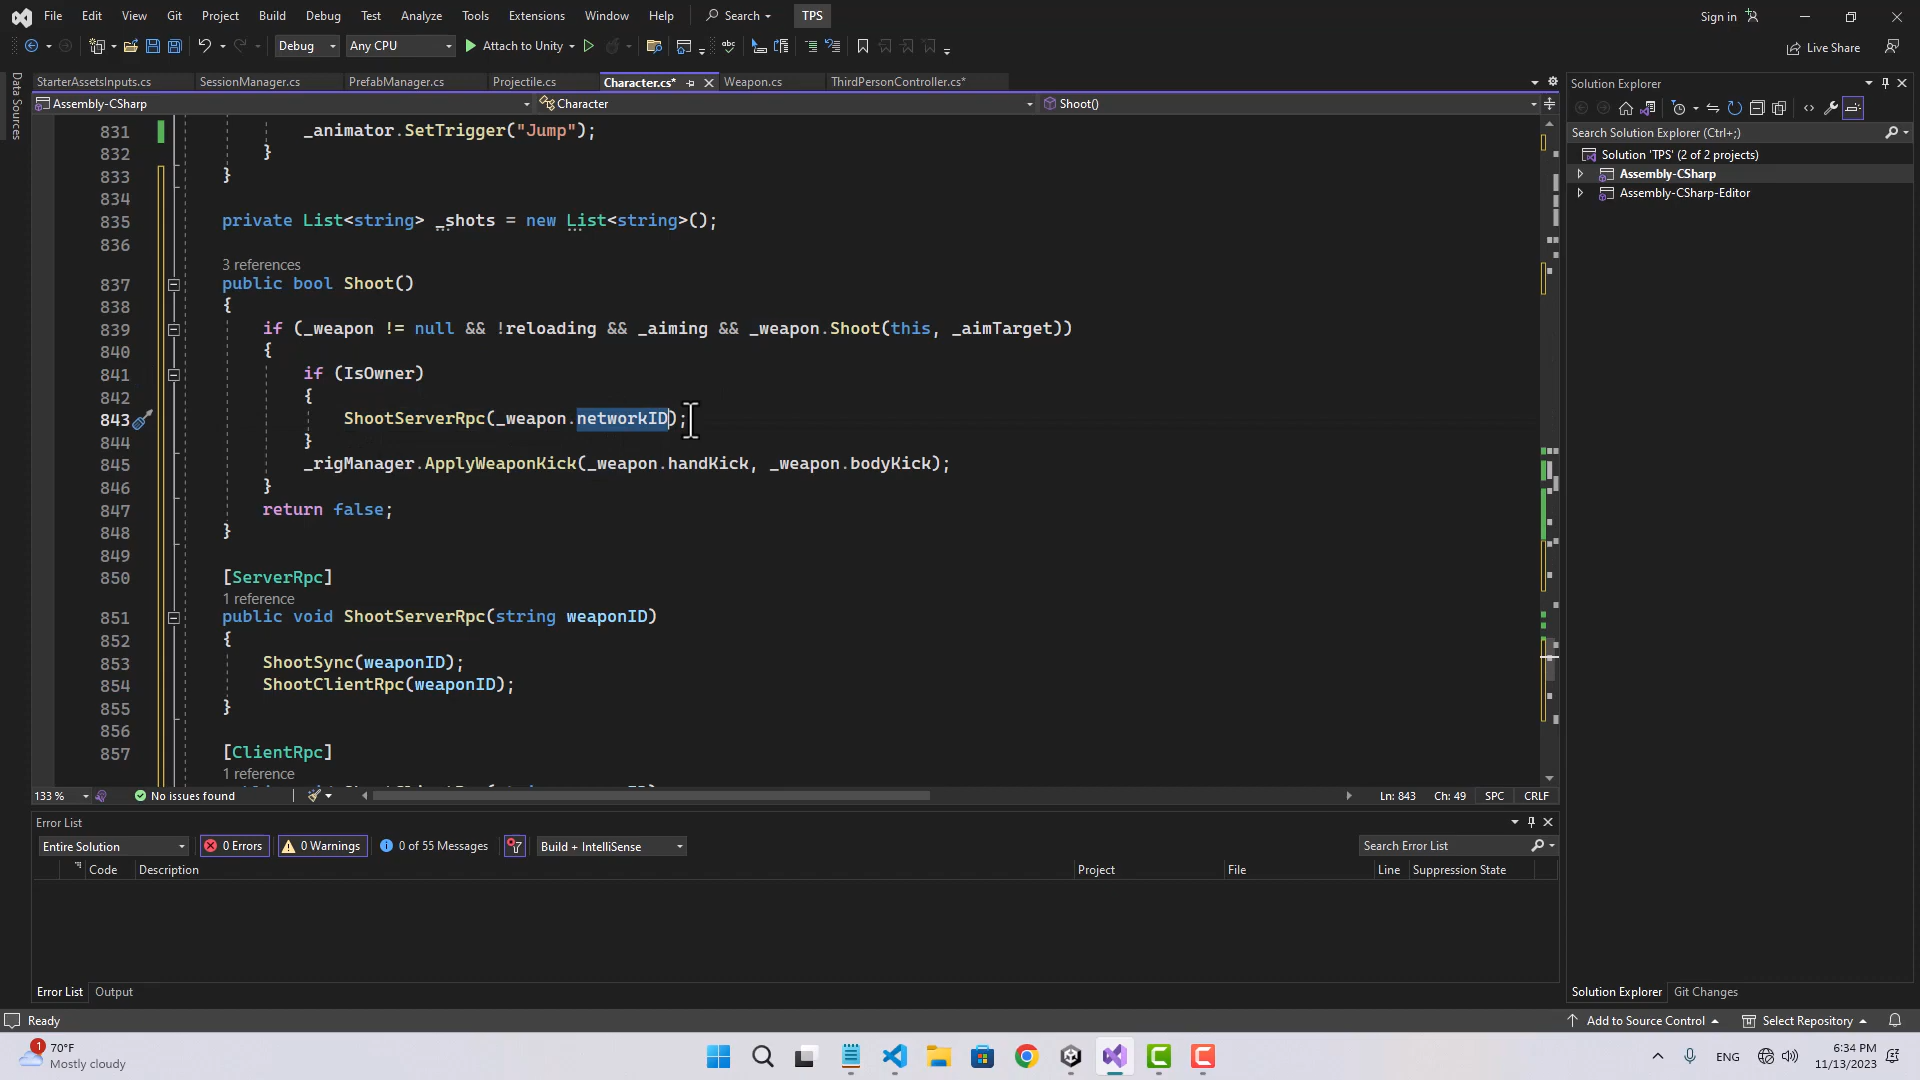 File Edit View Git Project Build Debug Test Analyze Tools Extensions Window Help Search TPS Sign in
Debug Any CPU Attach to Unity Live Share
Data Sources
StarterAssetsInputs.cs SessionManager.cs PrefabManager.cs Projectile.cs Character.cs* Weapon.cs ThirdPersonController.cs*
Assembly-CSharp Character Shoot()
831 _animator.SetTrigger("Jump");
832 }
833 }
834
835 private List<string> _shots = new List<string>();
836
3 references
837 public bool Shoot()
838 {
839 if (_weapon != null && !reloading && _aiming && _weapon.Shoot(this, _aimTarget))
840 {
841 if (IsOwner)
842 {
843 ShootServerRpc(_weapon.networkID);
844 }
845 _rigManager.ApplyWeaponKick(_weapon.handKick, _weapon.bodyKick);
846 }
847 return false;
848 }
849
850 [ServerRpc]
1 reference
851 public void ShootServerRpc(string weaponID)
852 {
853 ShootSync(weaponID);
854 ShootClientRpc(weaponID);
855 }
856
857 [ClientRpc]
1 reference
133 % No issues found Ln: 843 Ch: 49 SPC CRLF
Error List
Entire Solution 0 Errors 0 Warnings 0 of 55 Messages Build + IntelliSense Search Error List
Code Description Project File Line Suppression State
Error List Output
Solution Explorer
Search Solution Explorer (Ctrl+;)
Solution 'TPS' (2 of 2 projects)
Assembly-CSharp
Assembly-CSharp-Editor
Solution Explorer Git Changes
Ready Add to Source Control Select Repository
1 70°F
Mostly cloudy
ENG
6:34 PM
11/13/2023